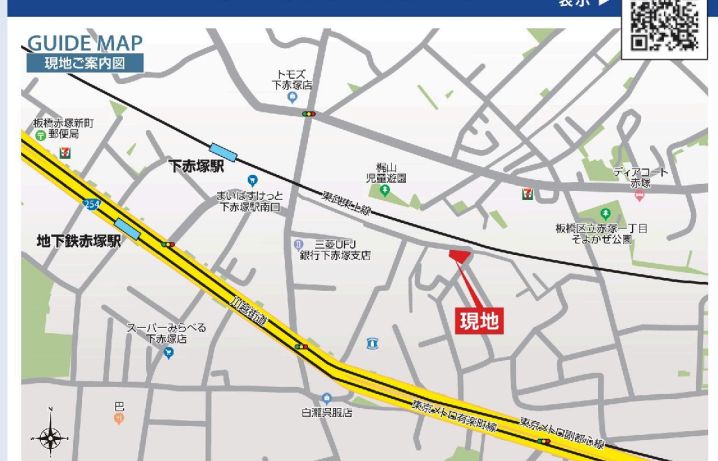 表示 ▶
GUIDE MAP
現地ご案内図
トモズ
下赤塚店
板橋赤塚新町
郵便局
下赤塚駅
梶山
児童遊園
ディアコート
赤塚
まいばすけっと
下赤塚駅南口
東武東上線
254
板橋区立赤塚一丁目
そよかぜ公園
地下鉄赤塚駅
三菱UFJ
銀行下赤塚支店
現地
川越街道
スーパーみらべる
下赤塚店
巴
白瀧呉服店
東京メトロ有楽町線
東京メトロ副都心線